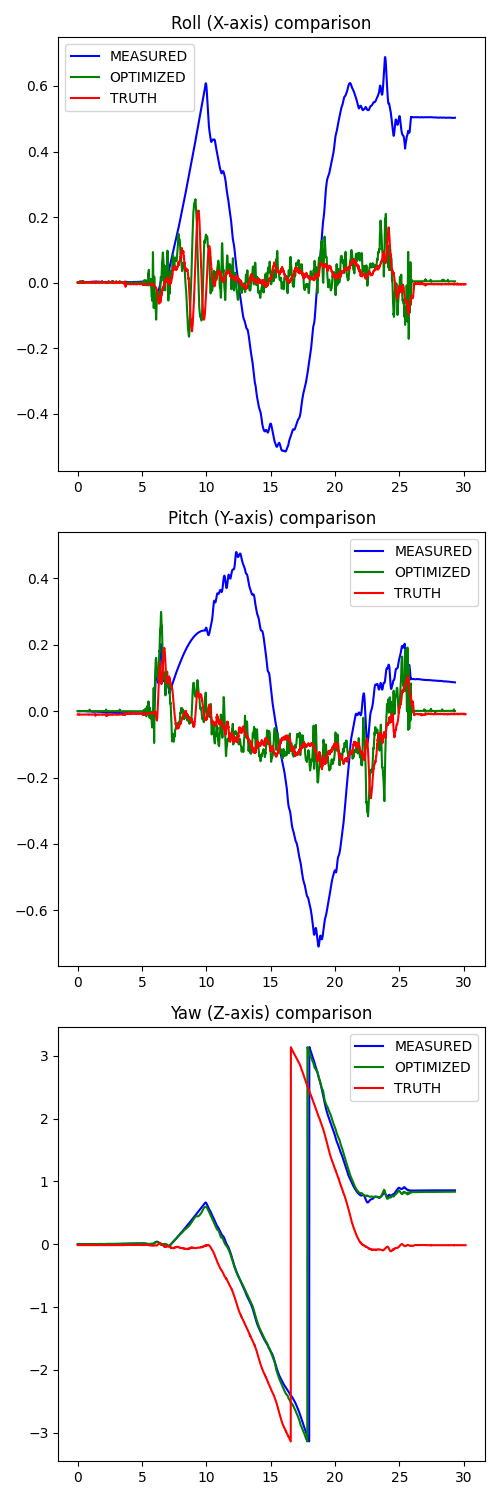 Roll (X-axis) comparison
MEASURED
OPTIMIZED
TRUTH
0.6
0.4
0.2
0.0
−0.2
−0.4
0 5 10 15 20 25 30
Pitch (Y-axis) comparison
MEASURED
OPTIMIZED
TRUTH
0.4
0.2
0.0
−0.2
−0.4
−0.6
0 5 10 15 20 25 30
Yaw (Z-axis) comparison
MEASURED
OPTIMIZED
TRUTH
3
2
1
0
−1
−2
−3
0 5 10 15 20 25 30